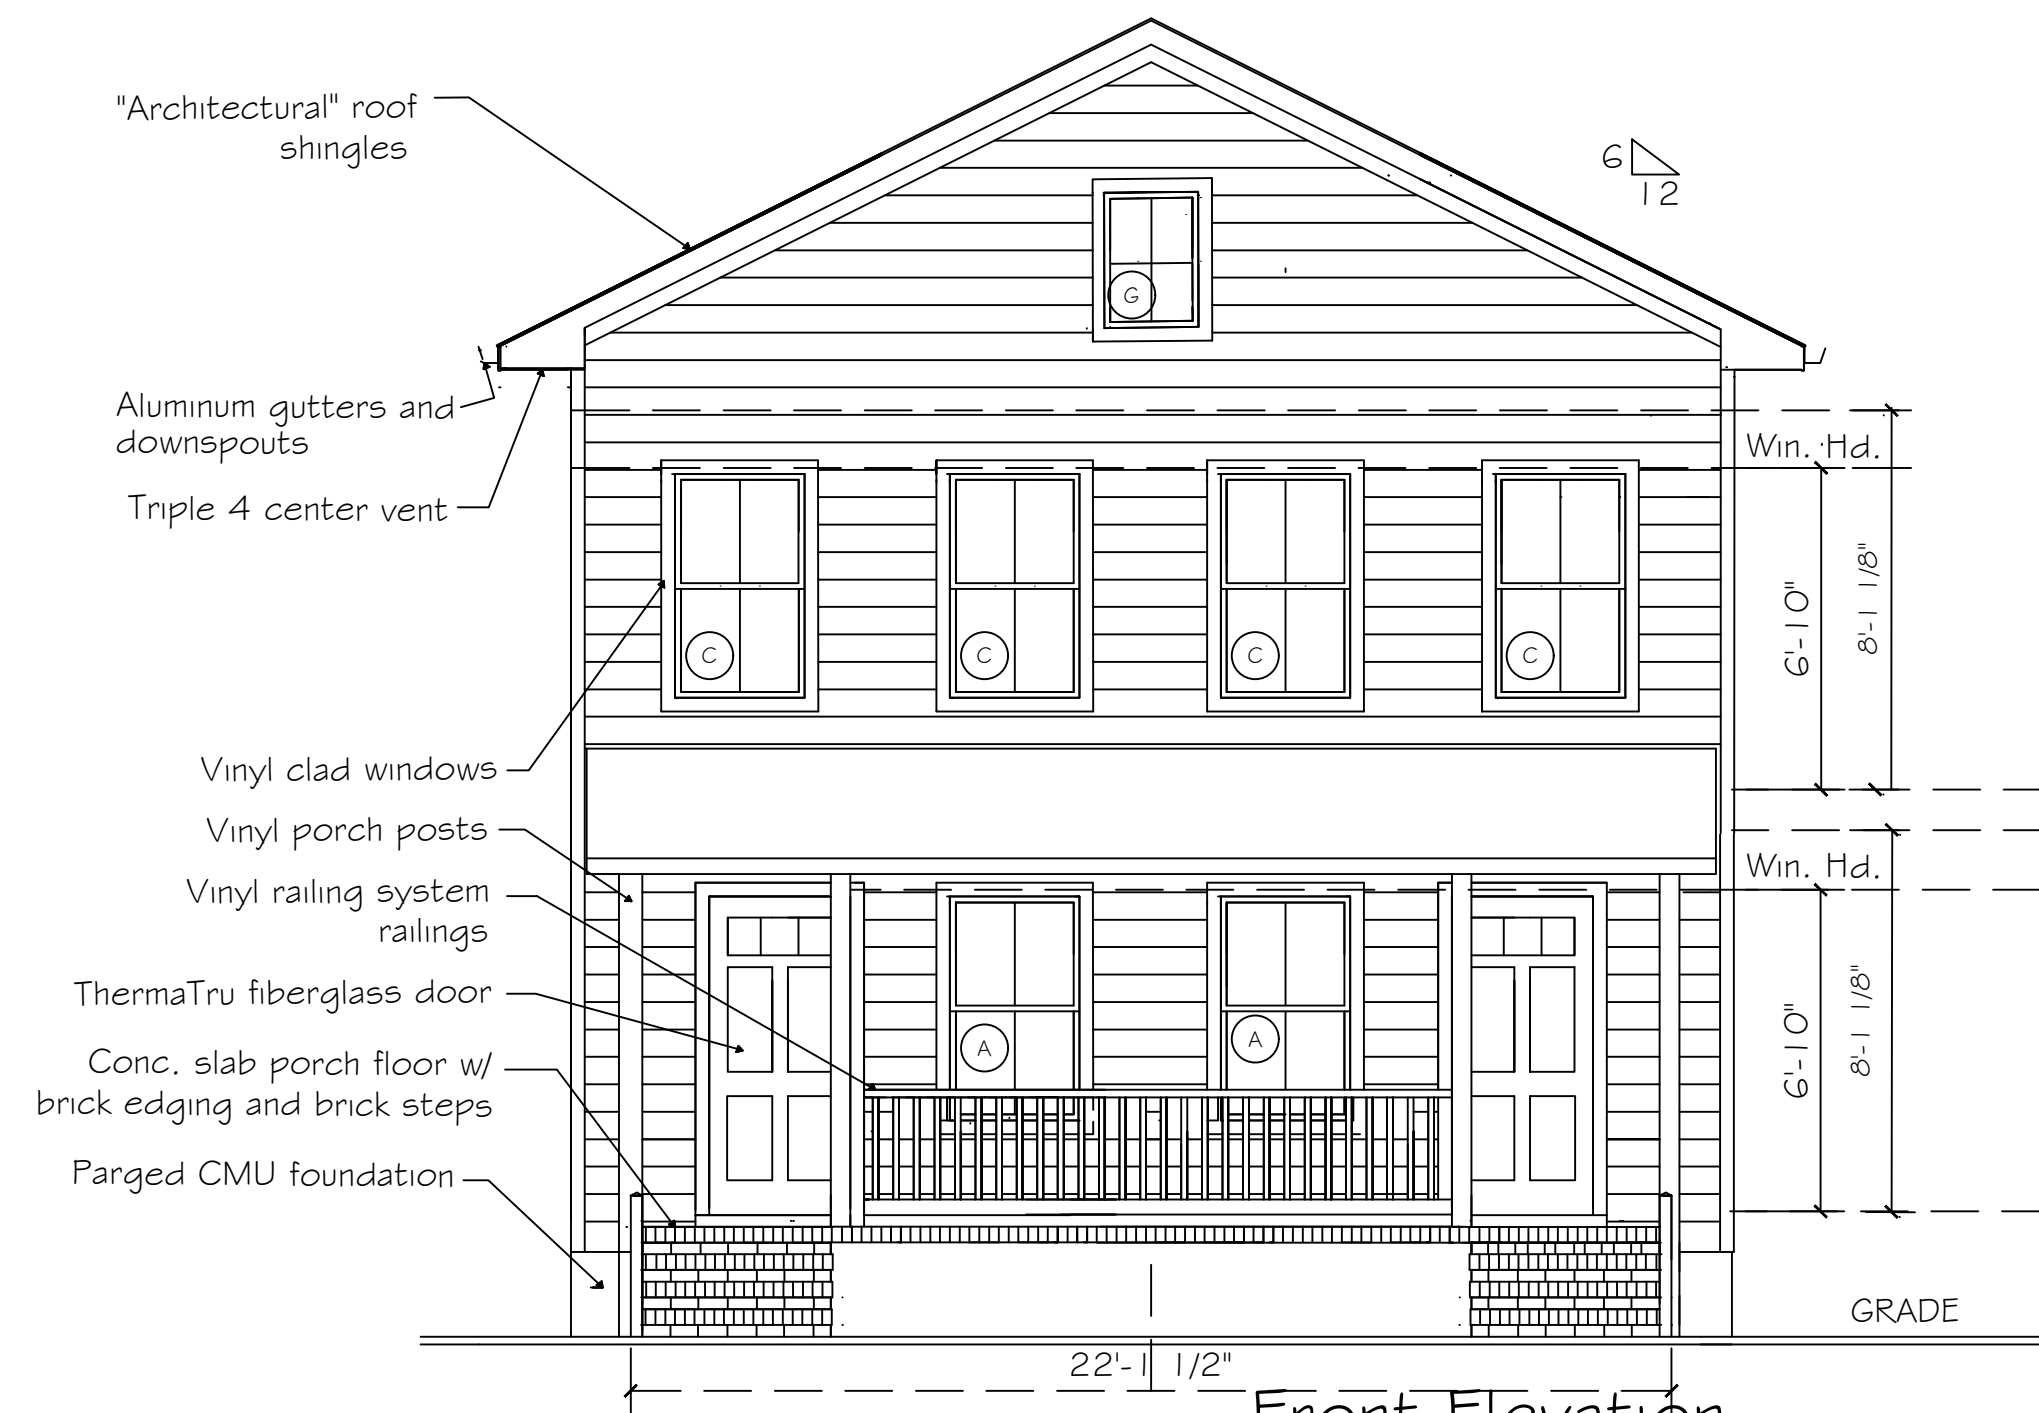 "Architectural" roof
shingles
6
12
G
Aluminum gutters and
downspouts
Win. Hd.
Triple 4 center vent
6'-10"
8'-1 1/8"
C
C
C
C
Vinyl clad windows
Vinyl porch posts
Win. Hd.
Vinyl railing system
railings
ThermaTru fiberglass door
6'-10"
8'-1 1/8"
A
A
Conc. slab porch floor w/
brick edging and brick steps
Parged CMU foundation
GRADE
22'-1 1/2"
Front Elevation